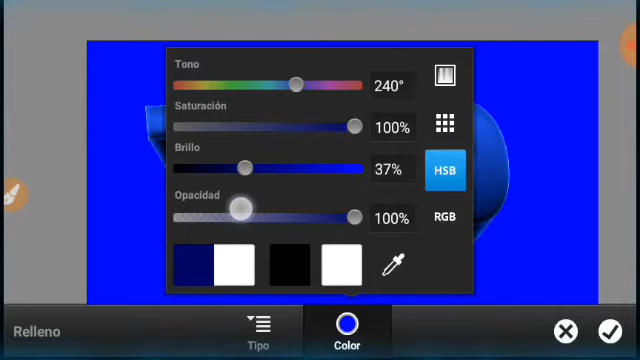 Tono
240°
Saturación
100%
Brillo
37%
HSB
Opacidad
100%
RGB
Relleno
Tipo
Color